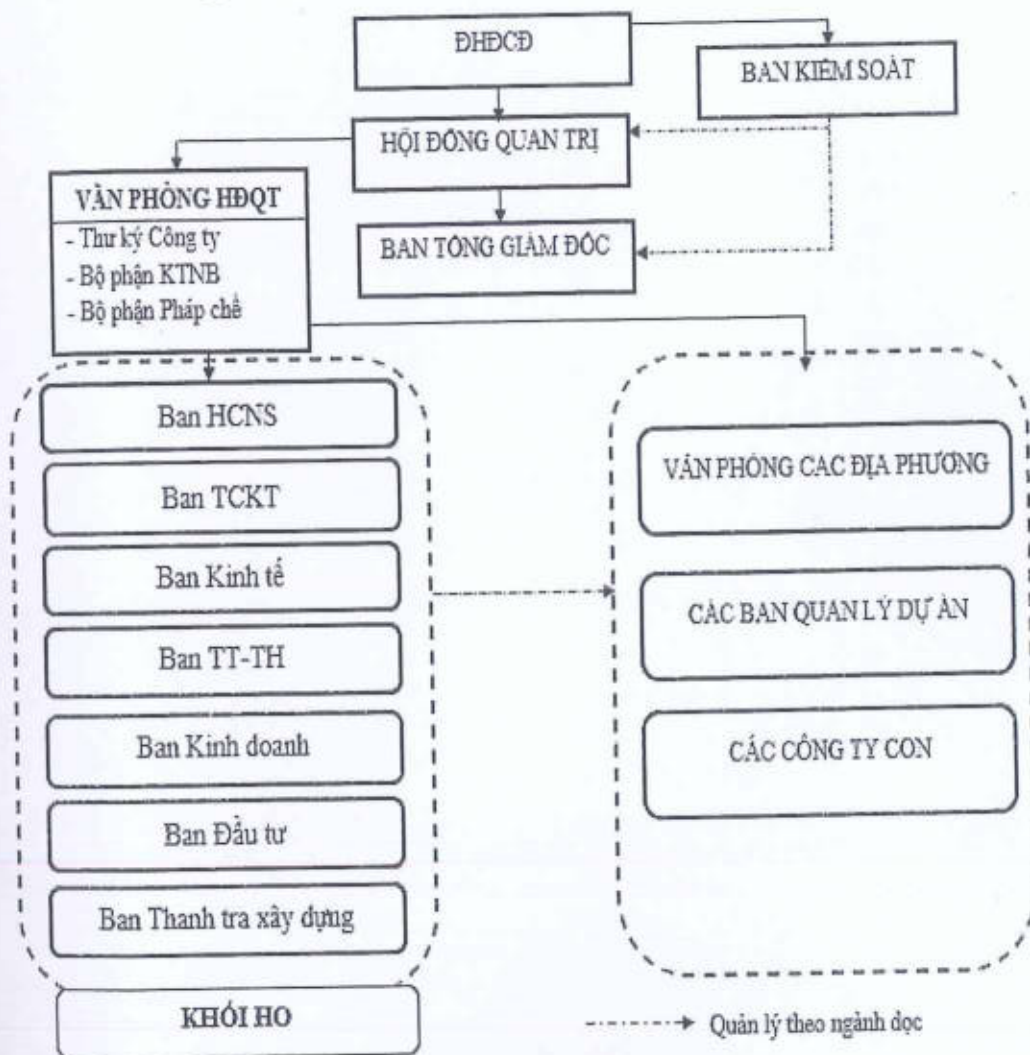 ĐHĐCĐ
BAN KIỂM SOÁT
HỘI ĐỒNG QUẢN TRỊ
VĂN PHÒNG HĐQT
- Thư ký Công ty
- Bộ phận KTNB
- Bộ phận Pháp chế
BAN TỔNG GIÁM ĐỐC
Ban HCNS
Ban TCKT
Ban Kinh tế
Ban TT-TH
Ban Kinh doanh
Ban Đầu tư
Ban Thanh tra xây dựng
KHỐI HO
VĂN PHÒNG CÁC ĐỊA PHƯƠNG
CÁC BAN QUẢN LÝ DỰ ÁN
CÁC CÔNG TY CON
Quản lý theo ngành dọc